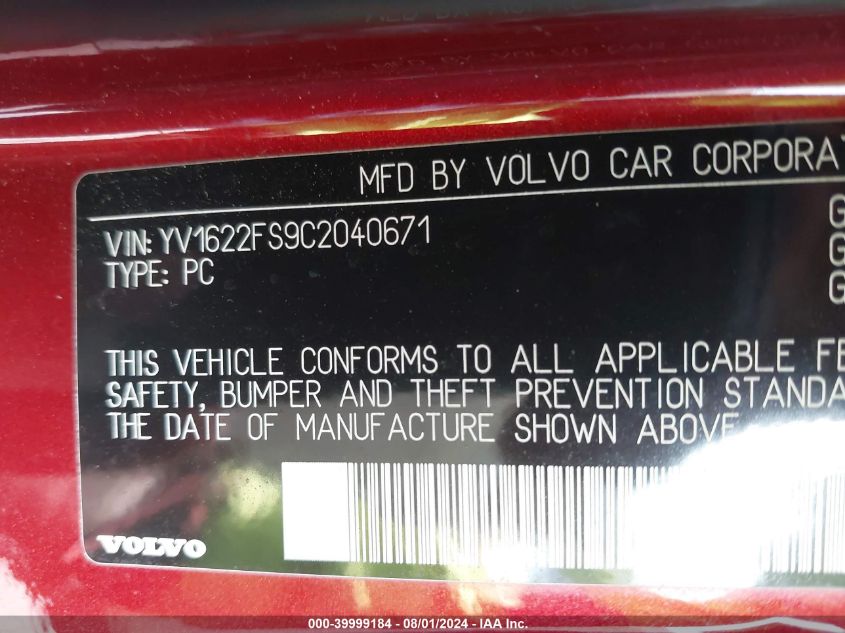 MFD BY VOLVO CAR CORPORAT
VIN: YV1622FS9C2040671
TYPE: PC
G
G
G
THIS VEHICLE CONFORMS TO ALL APPLICABLE FE
SAFETY, BUMPER AND THEFT PREVENTION STANDA
THE DATE OF MANUFACTURE SHOWN ABOVE.
VOLVO
000-39999184 - 08/01/2024 - IAA Inc.